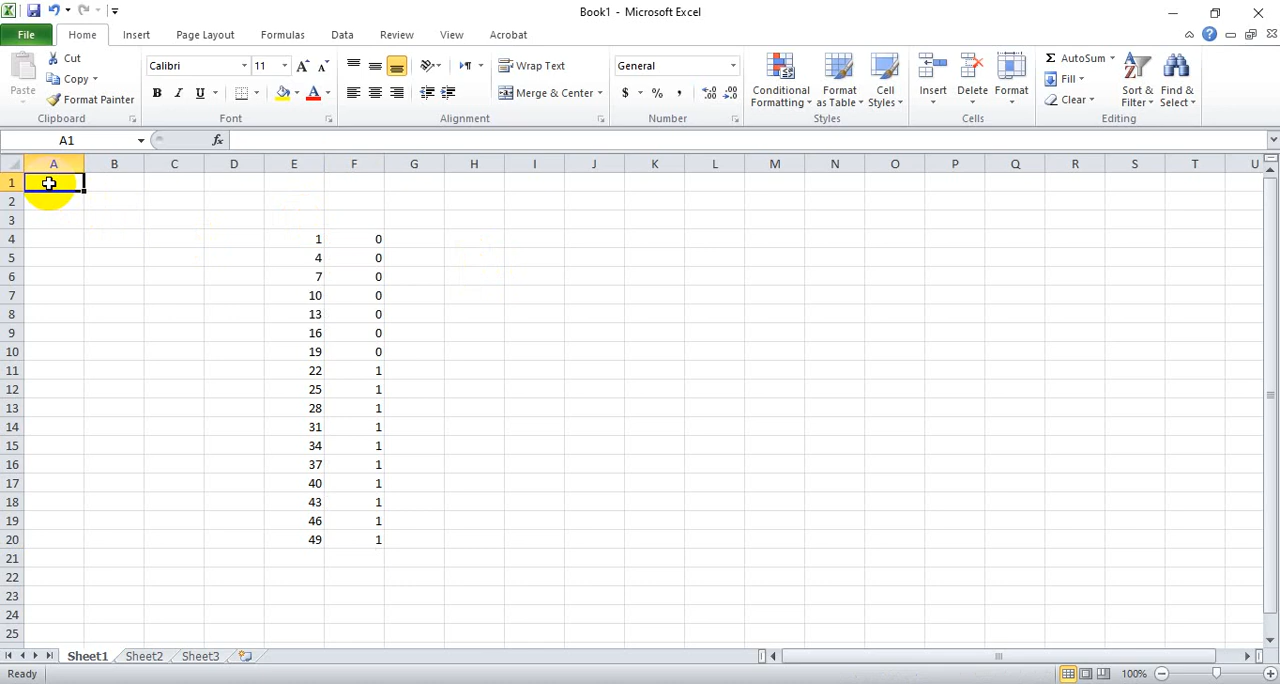 Book1 - Microsoft Excel
File Home Insert Page Layout Formulas Data Review View Developer Acrobat
Paste
Cut
Copy
Format Painter
Clipboard
Calibri 11
B I U
Font
Wrap Text
Merge & Center
Alignment
General
$ % ,
Number
Conditional Formatting
Format as Table
Cell Styles
Styles
Insert Delete Format
Cells
AutoSum
Fill
Clear
Sort & Filter
Find & Select
Editing
A1 fx
A B C D E F G H I J K L M N O P Q R S T U
1
2
3
4 1 0
5 4 0
6 7 0
7 10 0
8 13 0
9 16 0
10 19 0
11 22 1
12 25 1
13 28 1
14 31 1
15 34 1
16 37 1
17 40 1
18 43 1
19 46 1
20 49 1
21
22
23
24
25
Sheet1 Sheet2 Sheet3
Ready 100%